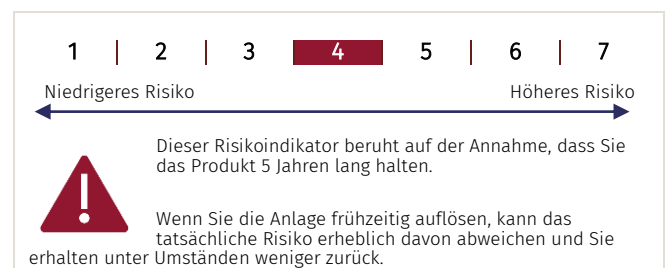 1 | 2 | 3 | 4 | 5 | 6 | 7
Niedrigeres Risiko Höheres Risiko
Dieser Risikoindikator beruht auf der Annahme, dass Sie
das Produkt 5 Jahren lang halten.
Wenn Sie die Anlage frühzeitig auflösen, kann das
tatsächliche Risiko erheblich davon abweichen und Sie
erhalten unter Umständen weniger zurück.